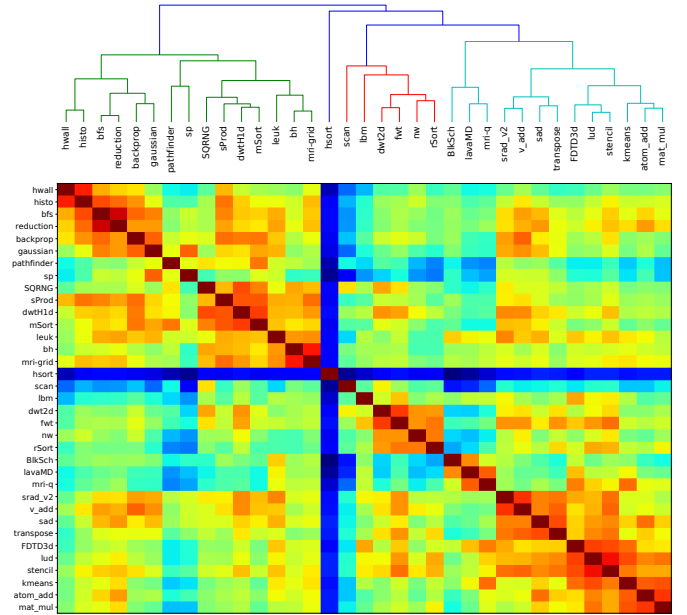 hwall
histo
bfs
reduction
backprop
gaussian
pathfinder
sp
SQRNG
sProd
dwtH1d
mSort
leuk
bh
mri-grid
hsort
scan
lbm
dwt2d
fwt
nw
rSort
BlkSch
lavaMD
mri-q
srad_v2
v_add
sad
transpose
FDTD3d
lud
stencil
kmeans
atom_add
mat_mul
hwall
histo
bfs
reduction
backprop
gaussian
pathfinder
sp
SQRNG
sProd
dwtH1d
mSort
leuk
bh
mri-grid
hsort
scan
lbm
dwt2d
fwt
nw
rSort
BlkSch
lavaMD
mri-q
srad_v2
v_add
sad
transpose
FDTD3d
lud
stencil
kmeans
atom_add
mat_mul